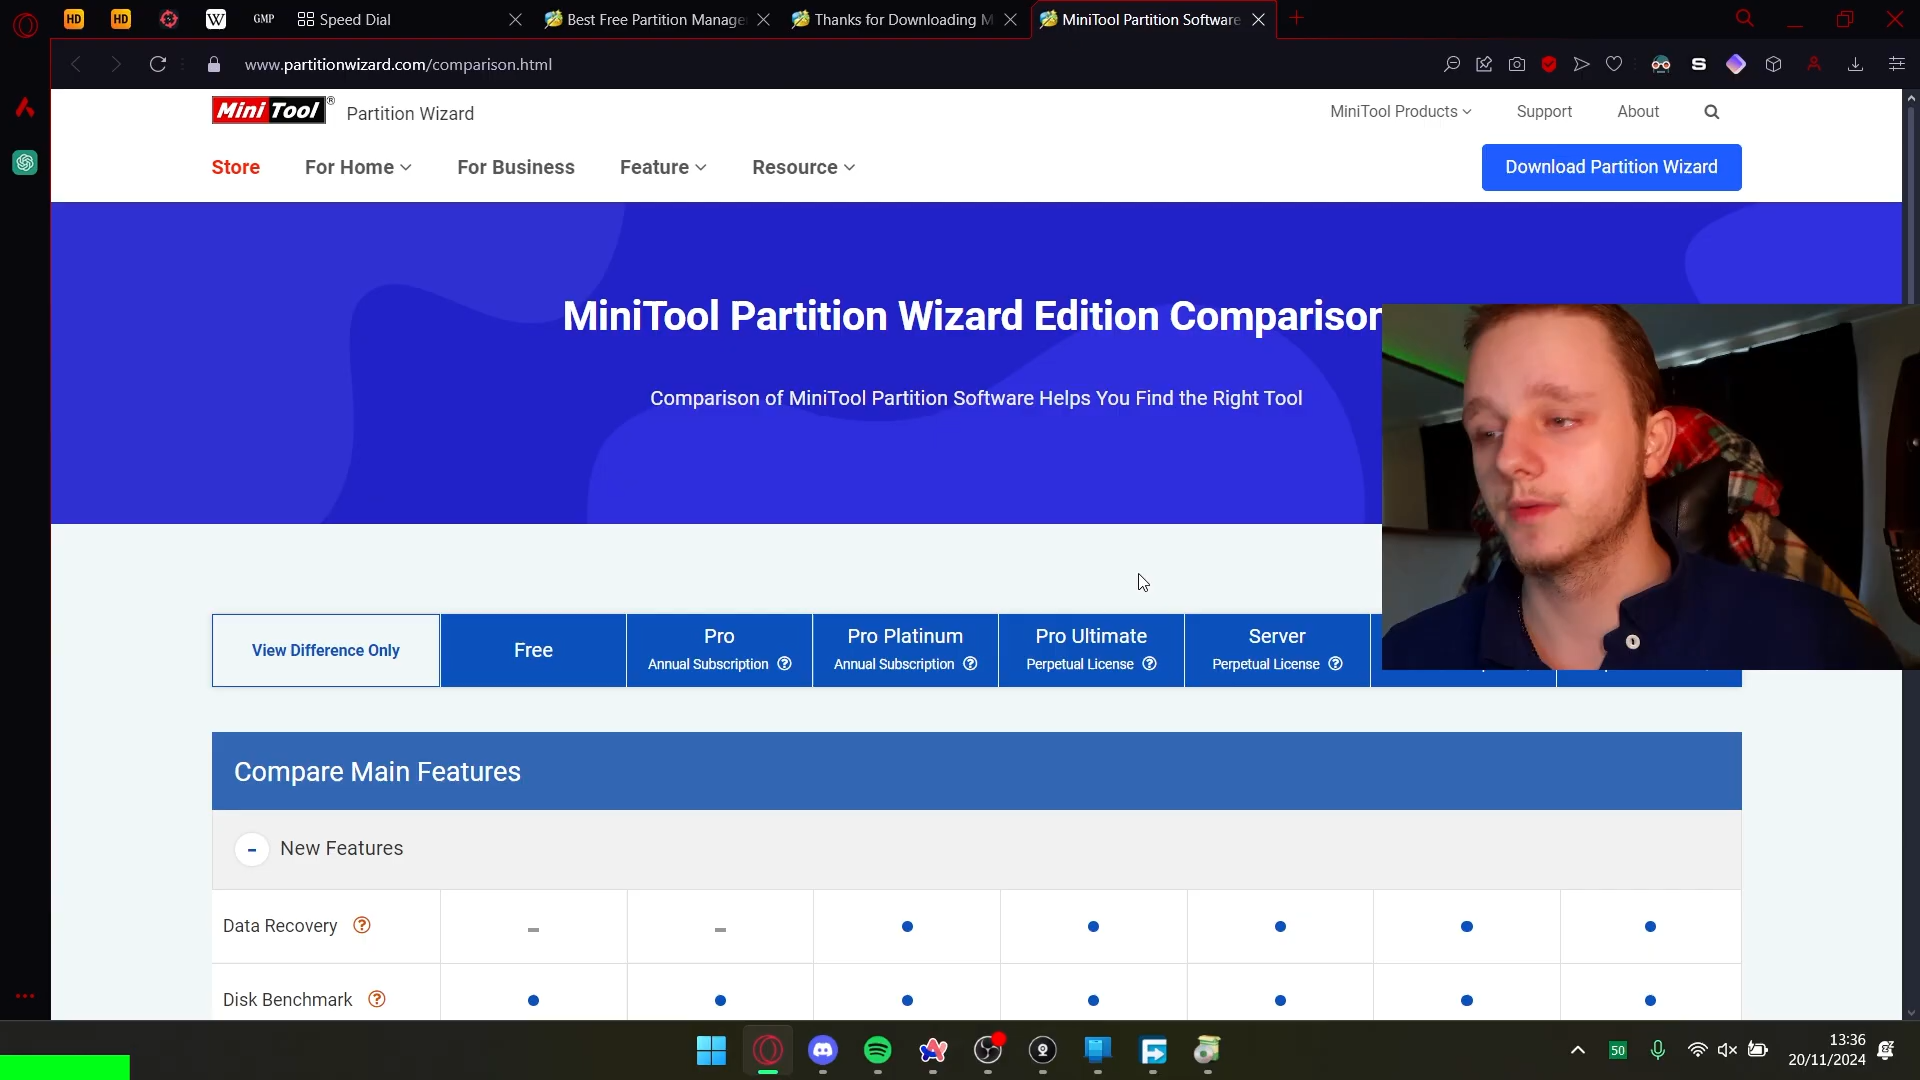 HD
HD
W
GMP
Speed Dial
Best Free Partition Manage
Thanks for Downloading M
MiniTool Partition Software
www.partitionwizard.com/comparison.html
S
MiniTool®
Partition Wizard
MiniTool Products
Support
About
Store
For Home
For Business
Feature
Resource
Download Partition Wizard
MiniTool Partition Wizard Edition Comparison
Comparison of MiniTool Partition Software Helps You Find the Right Tool
View Difference Only
Free
Pro
Annual Subscription ?
Pro Platinum
Annual Subscription ?
Pro Ultimate
Perpetual License ?
Server
Perpetual License ?
Compare Main Features
- New Features
Data Recovery ?
Disk Benchmark ?
50
13:36
20/11/2024